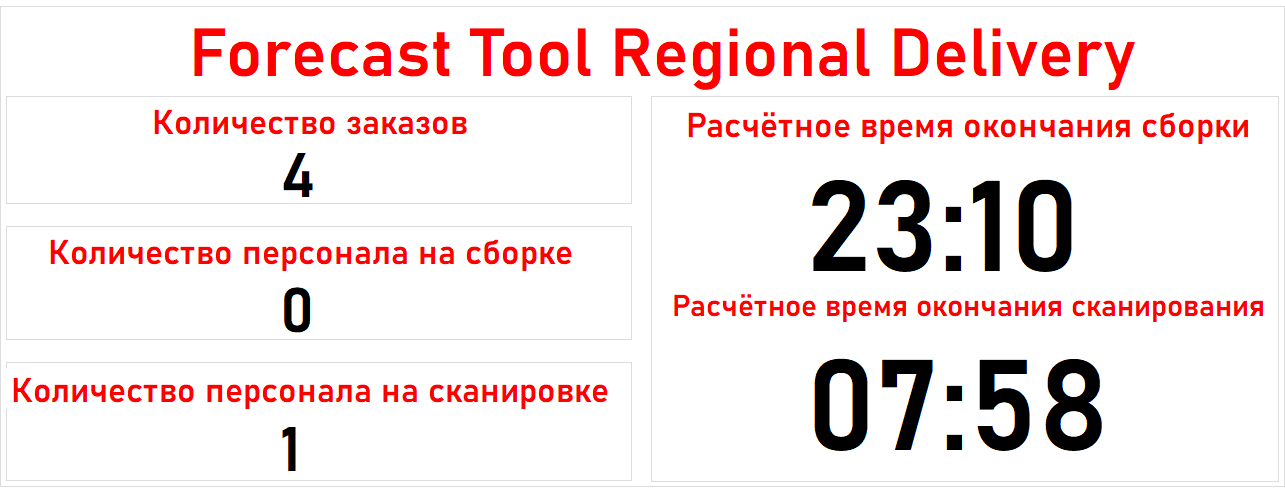 Forecast Tool Regional Delivery
Количество заказов
4
Количество персонала на сборке
0
Количество персонала на сканировке
1
Расчётное время окончания сборки
23:10
Расчётное время окончания сканирования
07:58